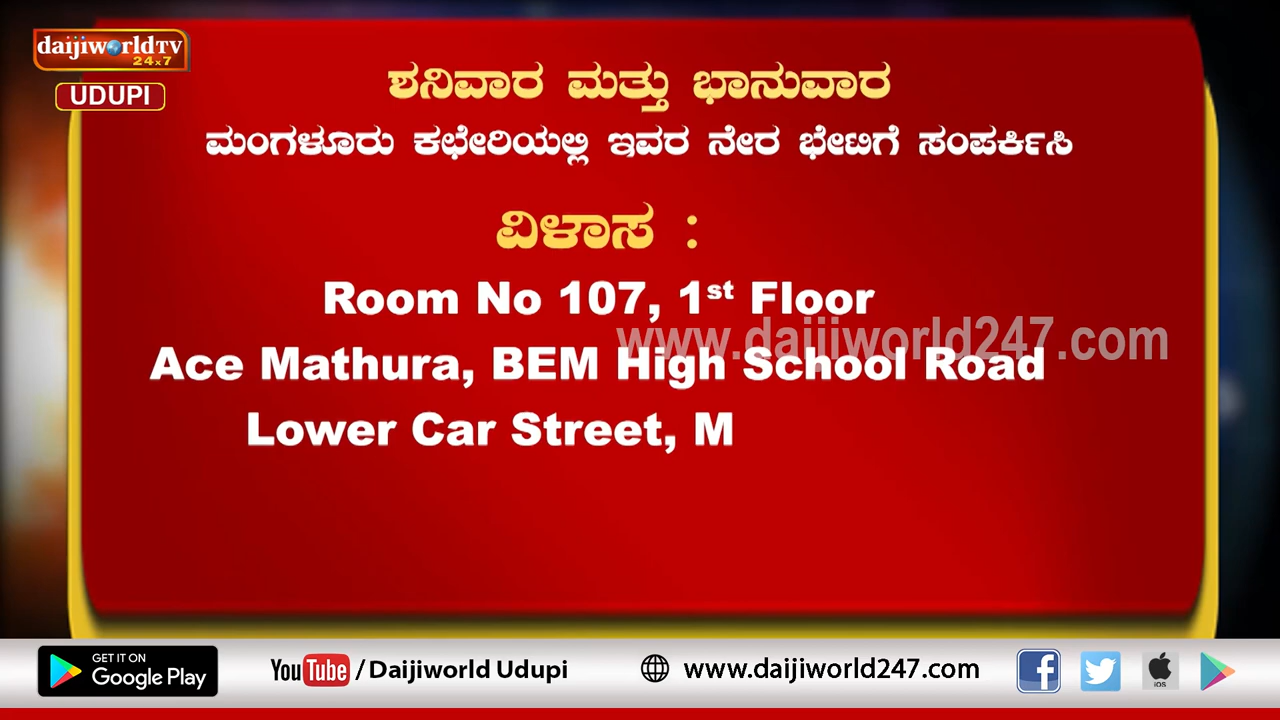 daijiworldTV
24x7
UDUPI
ಶನಿವಾರ ಮತ್ತು ಭಾನುವಾರ
ಮಂಗಳೂರು ಕಛೇರಿಯಲ್ಲಿ ಇವರ ನೇರ ಭೇಟಿಗೆ ಸಂಪರ್ಕಿಸಿ
ವಿಳಾಸ :
Room No 107, 1st Floor
www.daijiworld247.com
Ace Mathura, BEM High School Road
Lower Car Street, M
GET IT ON
Google Play
YouTube /Daijiworld Udupi
www.daijiworld247.com
iOS